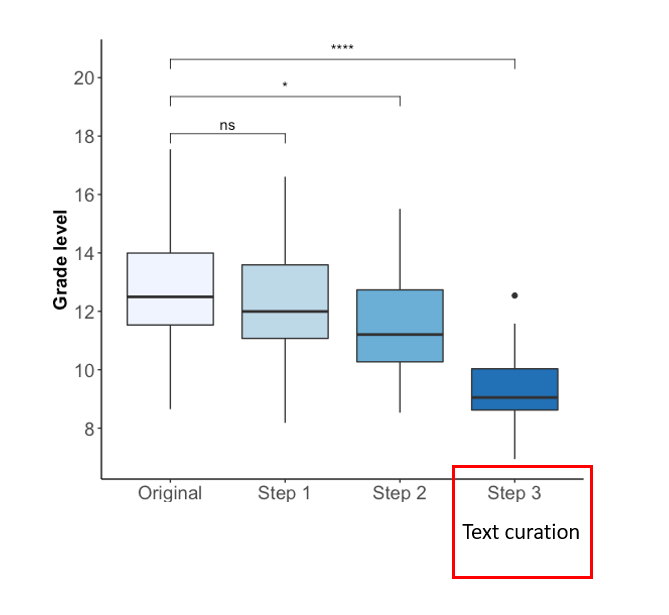 ****
*
ns
20
18
16
14
12
10
8
Grade level
Original Step 1 Step 2 Step 3
Text curation